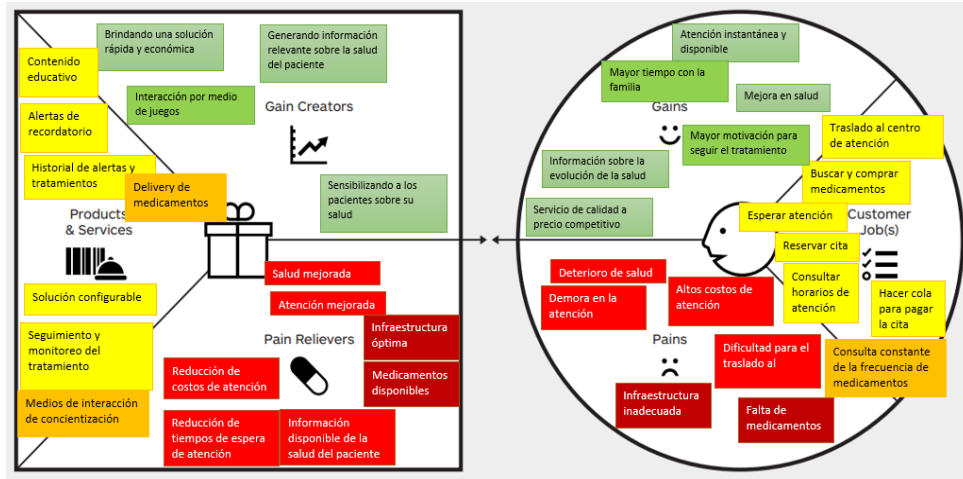 Brindando una solución
rápida y económica
Generando información
relevante sobre la salud
del paciente
Contenido
educativo
Interacción por medio
de juegos
Gain Creators
Alertas de
recordatorio
Historial de alertas y
tratamientos
Delivery de
medicamentos
Sensibilizando a los
pacientes sobre su
salud
Products
& Services
Salud mejorada
Solución configurable
Atención mejorada
Infraestructura
óptima
Seguimiento y
monitoreo del
tratamiento
Pain Relievers
Reducción de
costos de atención
Medicamentos
disponibles
Medios de interacción
de concientización
Reducción de
tiempos de espera
de atención
Información
disponible de la
salud del paciente
Atención instantánea y
disponible
Mayor tiempo con la
familia
Gains
Mejora en salud
Mayor motivación para
seguir el tratamiento
Traslado al centro
de atención
Información sobre la
evolución de la salud
Buscar y comprar
medicamentos
Servicio de calidad a
precio competitivo
Esperar atención
Customer
Job(s)
Reservar cita
Deterioro de salud
Demora en la
atención
Altos costos de
atención
Consultar
horarios de
atención
Hacer cola
para pagar
la cita
Pains
Dificultad para el
traslado al
Consulta constante
de la frecuencia de
medicamentos
Infraestructura
inadecuada
Falta de
medicamentos